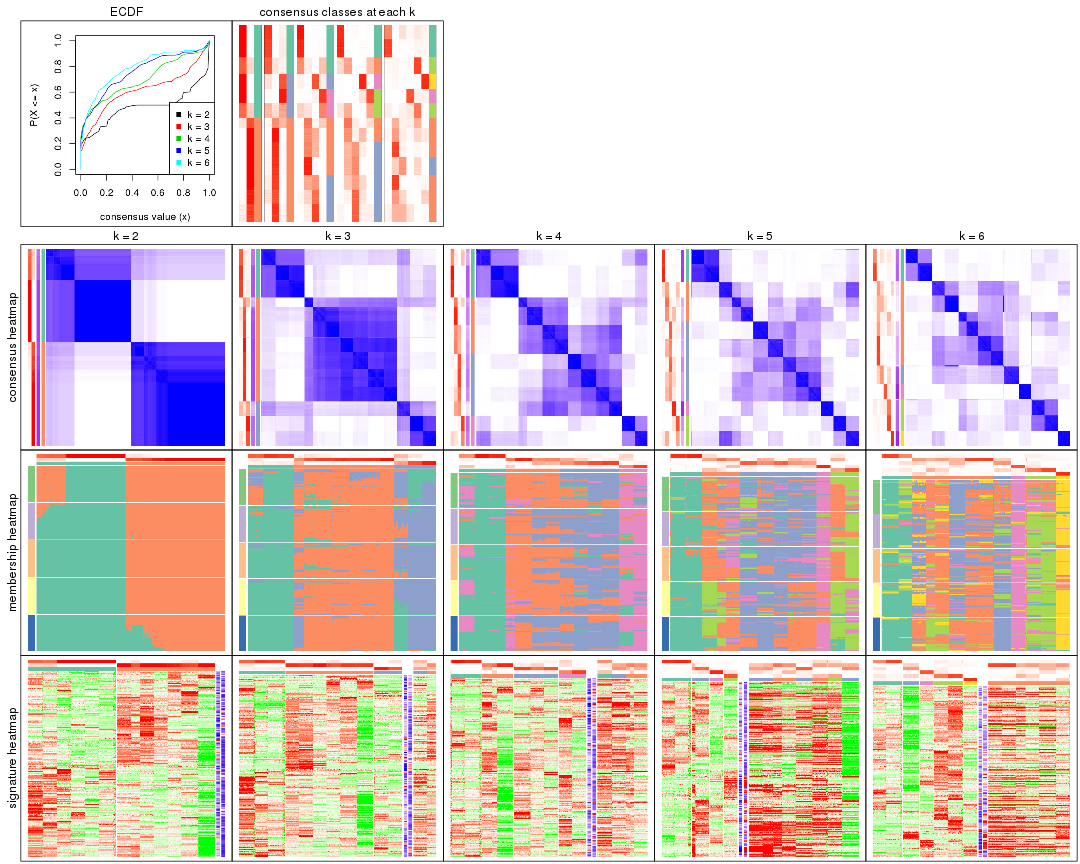 ECDF
consensus classes at each k
P(X <= x)
0.0
0.2
0.4
0.6
0.8
1.0
k = 2
k = 3
k = 4
k = 5
k = 6
0.0 0.2 0.4 0.6 0.8 1.0
consensus value (x)
k = 2
k = 3
k = 4
k = 5
k = 6
consensus heatmap
membership heatmap
signature heatmap